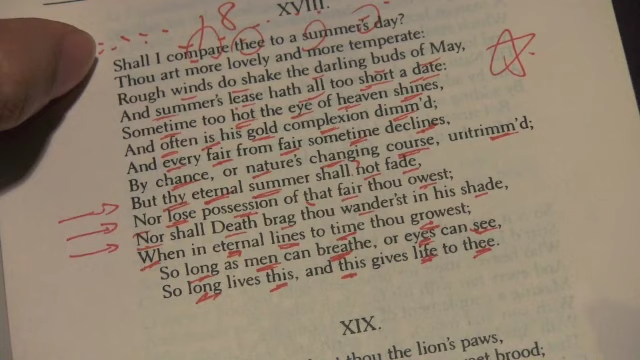 18
XVIII.
Shall I compare thee to a summer's day?
Thou art more lovely and more temperate:
Rough winds do shake the darling buds of May,
And summer's lease hath all too short a date:
Sometime too hot the eye of heaven shines,
And often is his gold complexion dimm'd;
And every fair from fair sometime declines,
By chance, or nature's changing course, untrimm'd;
But thy eternal summer shall not fade,
Nor lose possession of that fair thou owest;
Nor shall Death brag thou wander'st in his shade,
When in eternal lines to time thou growest;
So long as men can breathe, or eyes can see,
So long lives this, and this gives life to thee.
XIX.
thou the lion's paws,
brood;